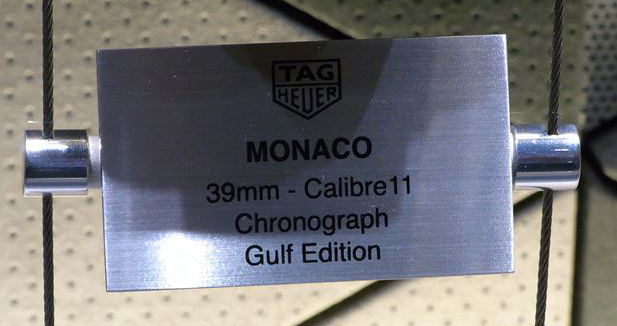 TAG
HEUER
MONACO
39mm - Calibre11
Chronograph
Gulf Edition